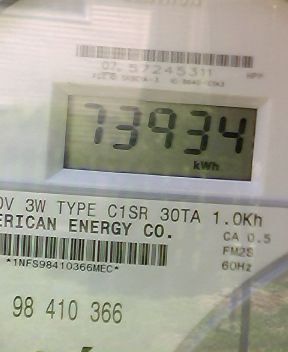 07 57245311
HPP
73934
kWh
0V 3W TYPE C1SR 30TA 1.0Kh
ERICAN ENERGY CO.
CA 0.5
FM2S
60Hz
*1NFS98410366MEC*
98 410 366